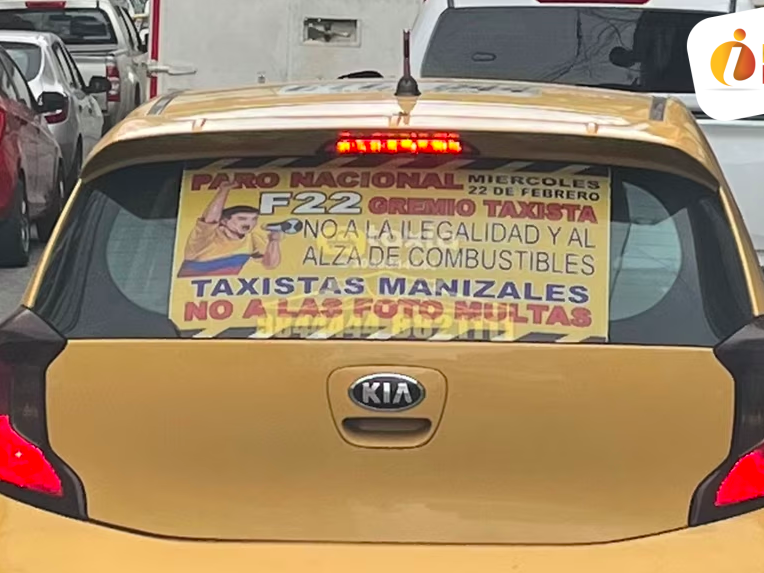 PARO NACIONAL MIERCOLES
22 DE FEBRERO
F22 GREMIO TAXISTA
NO A LA ILEGALIDAD Y AL
ALZA DE COMBUSTIBLES
TAXISTAS MANIZALES
NO A LAS FOTO MULTAS
KIA